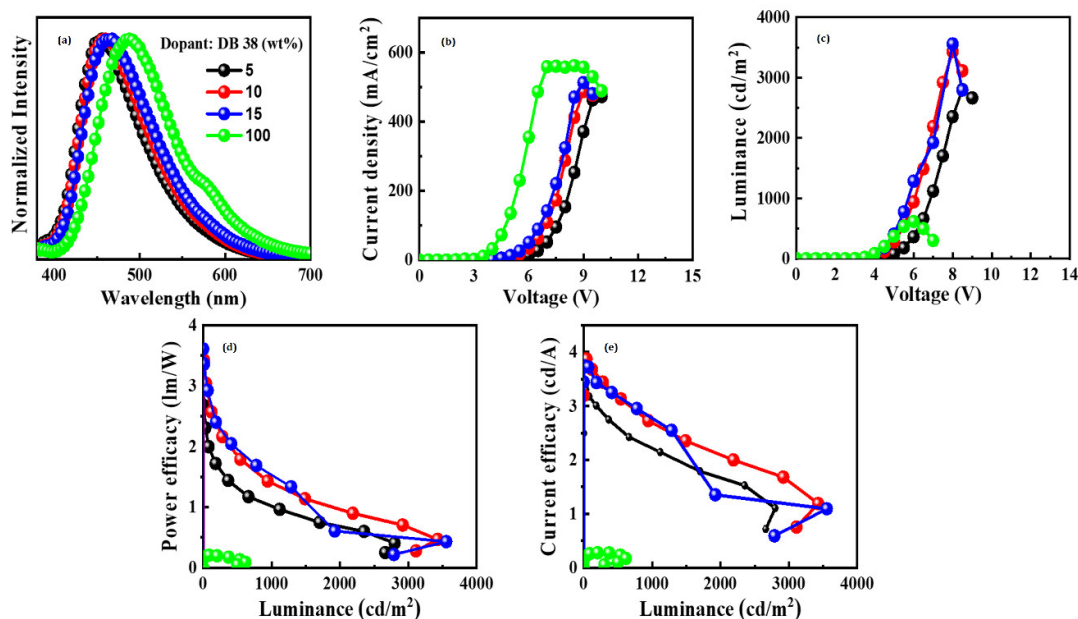 (a)
Dopant: DB 38 (wt%)
5
10
15
100
Normalized Intensity
400 500 600 700
Wavelength (nm)
(b)
Current density (mA/cm²)
600
400
200
0
0 3 6 9 12 15
Voltage (V)
(c)
Luminance (cd/m²)
4000
3000
2000
1000
0
0 2 4 6 8 10 12 14
Voltage (V)
(d)
Power efficacy (lm/W)
4
3
2
1
0
0 1000 2000 3000 4000
Luminance (cd/m²)
(e)
Current efficacy (cd/A)
4
3
2
1
0
0 1000 2000 3000 4000
Luminance (cd/m²)